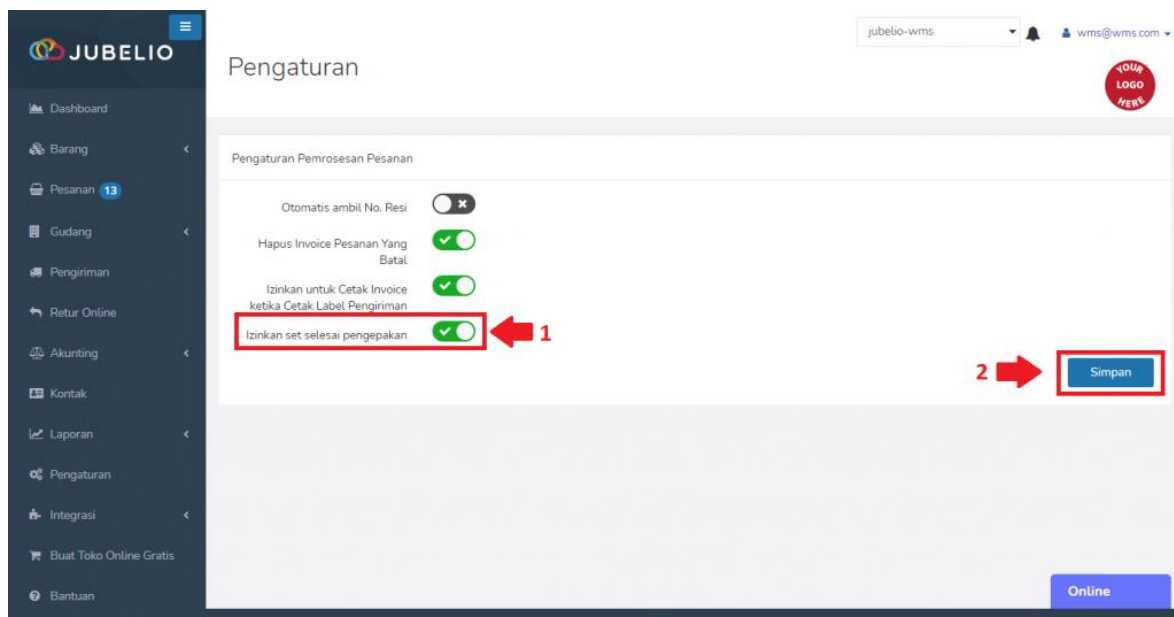 JUBELIO
jubelio-wms
wms@wms.com
Pengaturan
YOUR
LOGO
HERE
Dashboard
Barang
Pesanan 13
Gudang
Pengiriman
Retur Online
Akunting
Kontak
Laporan
Pengaturan
Integrasi
Buat Toko Online Gratis
Bantuan
Pengaturan Pemrosesan Pesanan
Otomatis ambil No. Resi
Hapus Invoice Pesanan Yang
Batal
Izinkan untuk Cetak Invoice
ketika Cetak Label Pengiriman
Izinkan set selesai pengepakan
1
2
Simpan
Online